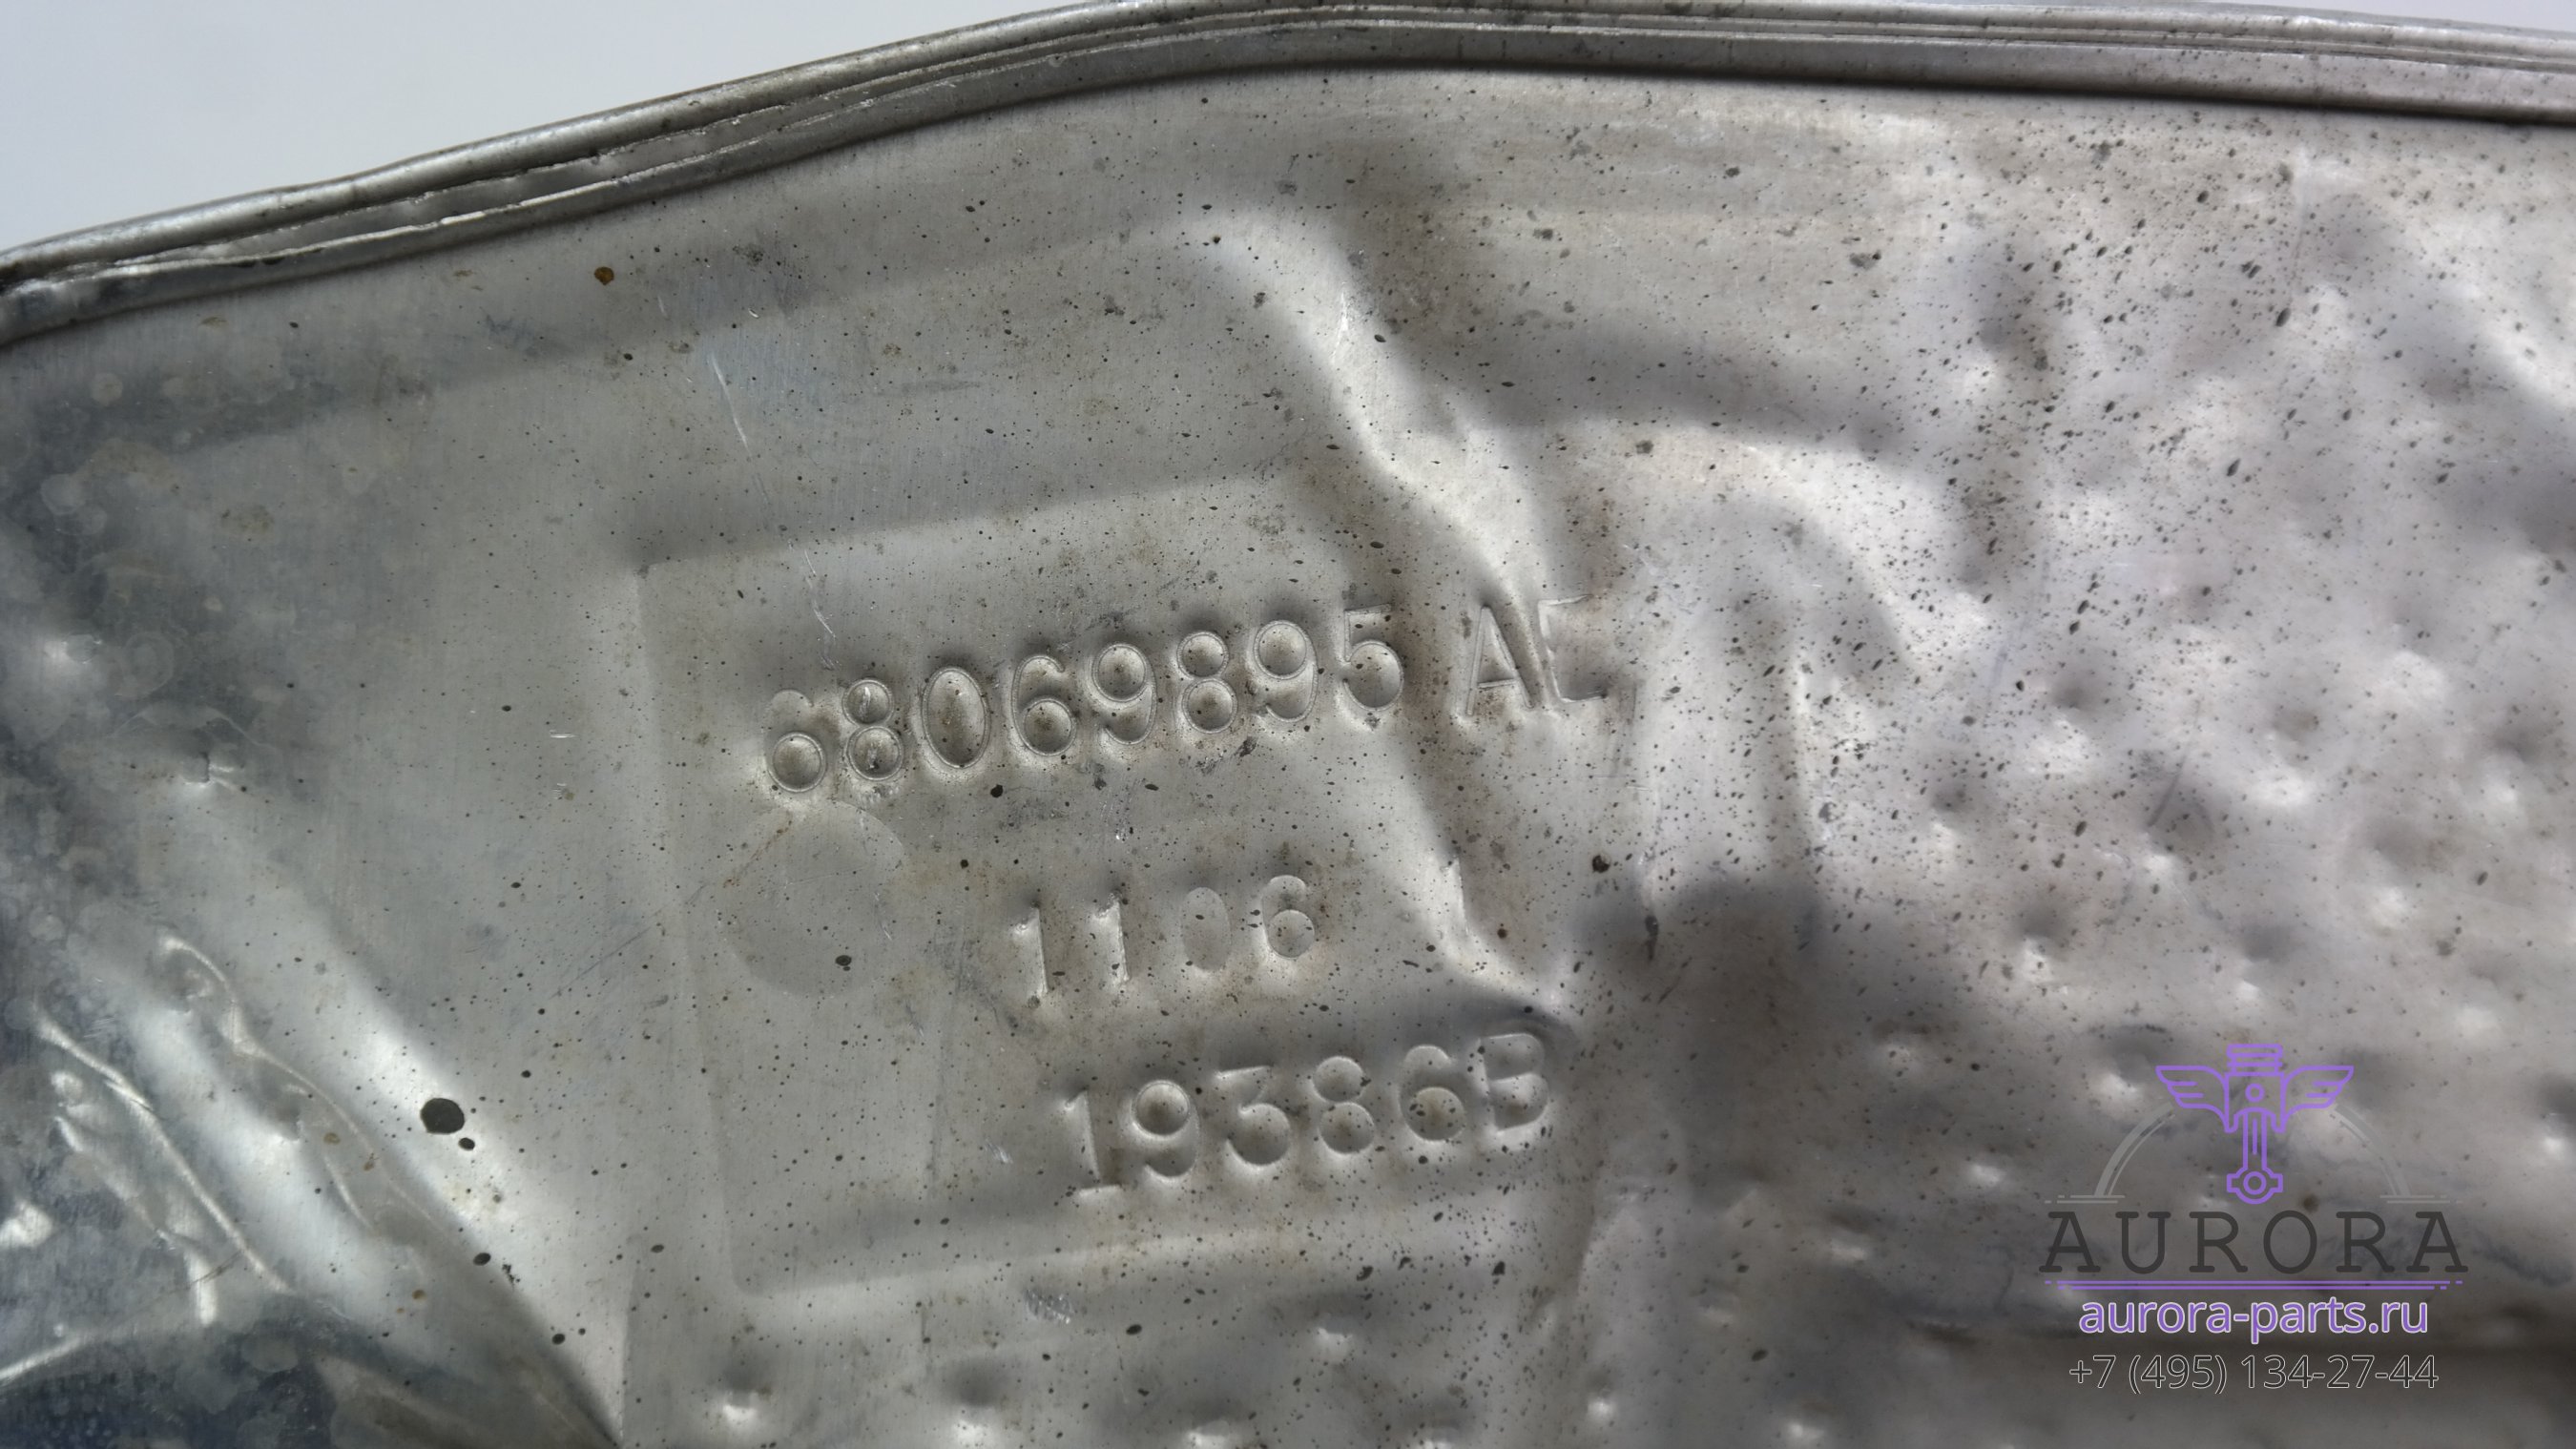 68069895 AE
1106
19386B
AURORA
aurora-parts.ru
+7 (495) 134-27-44